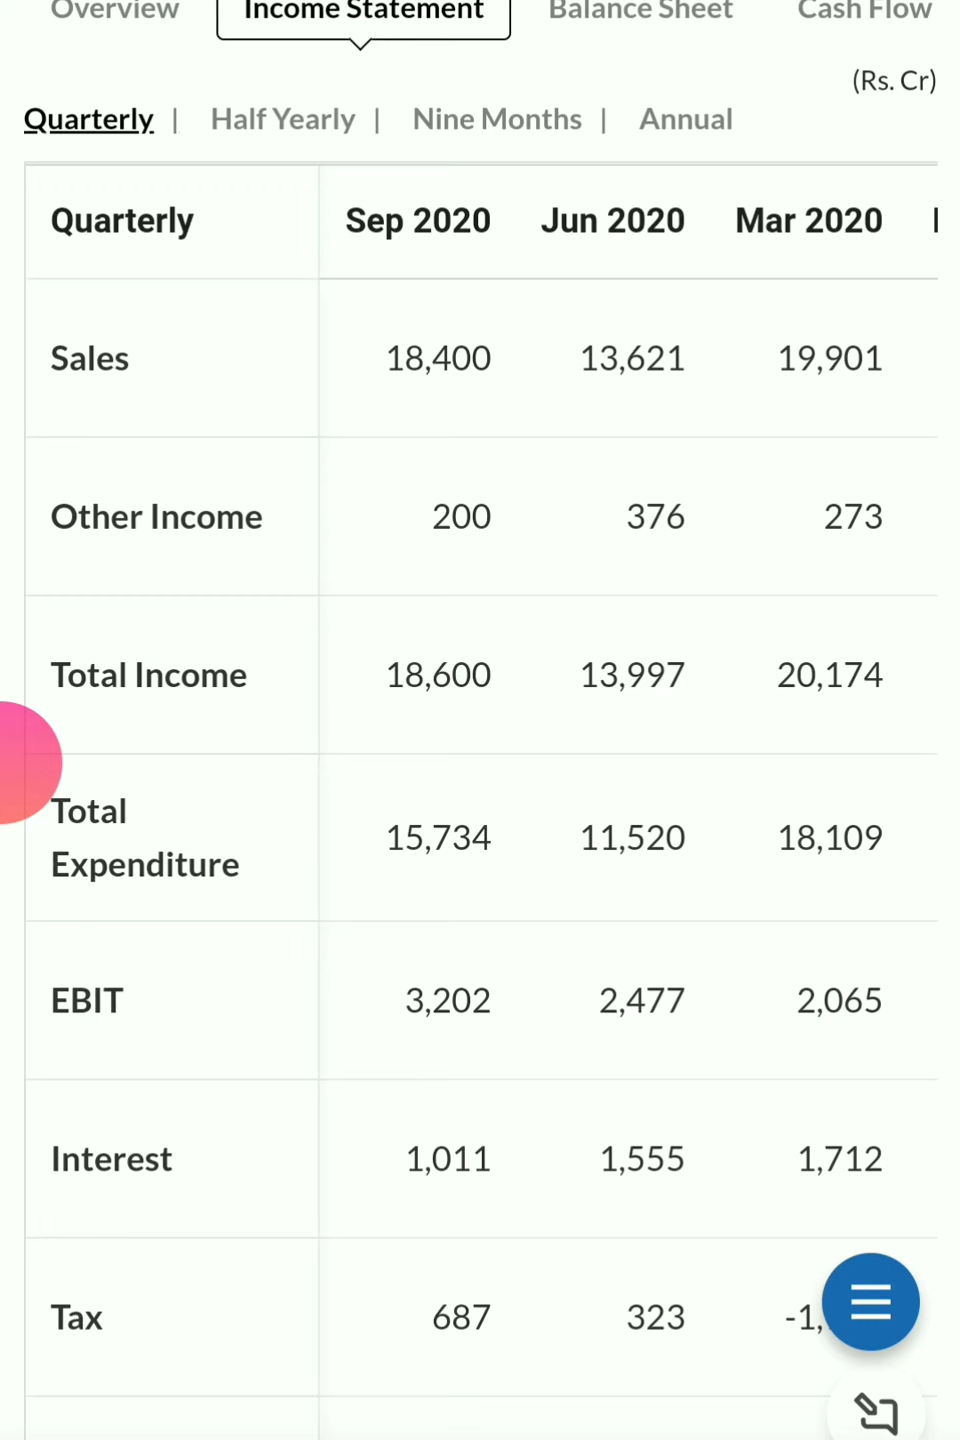 Overview Income Statement Balance Sheet Cash Flow
(Rs. Cr)
Quarterly | Half Yearly | Nine Months | Annual
Quarterly Sep 2020 Jun 2020 Mar 2020
Sales 18,400 13,621 19,901
Other Income 200 376 273
Total Income 18,600 13,997 20,174
Total
Expenditure 15,734 11,520 18,109
EBIT 3,202 2,477 2,065
Interest 1,011 1,555 1,712
Tax 687 323